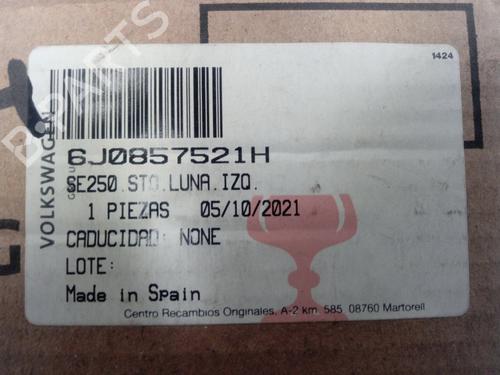 1424
VOLKSWAGEN
B-PARTS
6J0857521H
SE250.STO.LUNA.IZQ.
1 PIEZAS 05/10/2021
CADUCIDAD: NONE
LOTE:
Made in Spain
Centro Recambios Originales, A-2 km. 585 08760 Martorell